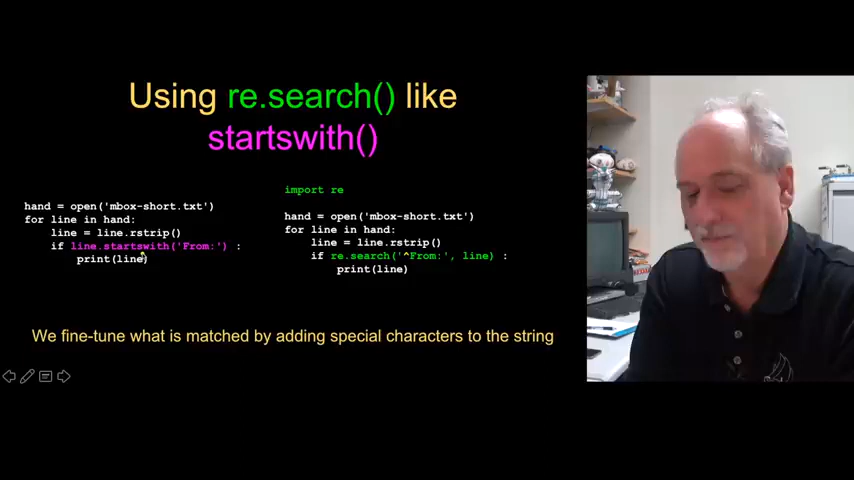 Using re.search() like
startswith()
hand = open('mbox-short.txt')
for line in hand:
    line = line.rstrip()
    if line.startswith('From:') :
        print(line)
import re
hand = open('mbox-short.txt')
for line in hand:
    line = line.rstrip()
    if re.search('^From:', line) :
        print(line)
We fine-tune what is matched by adding special characters to the string